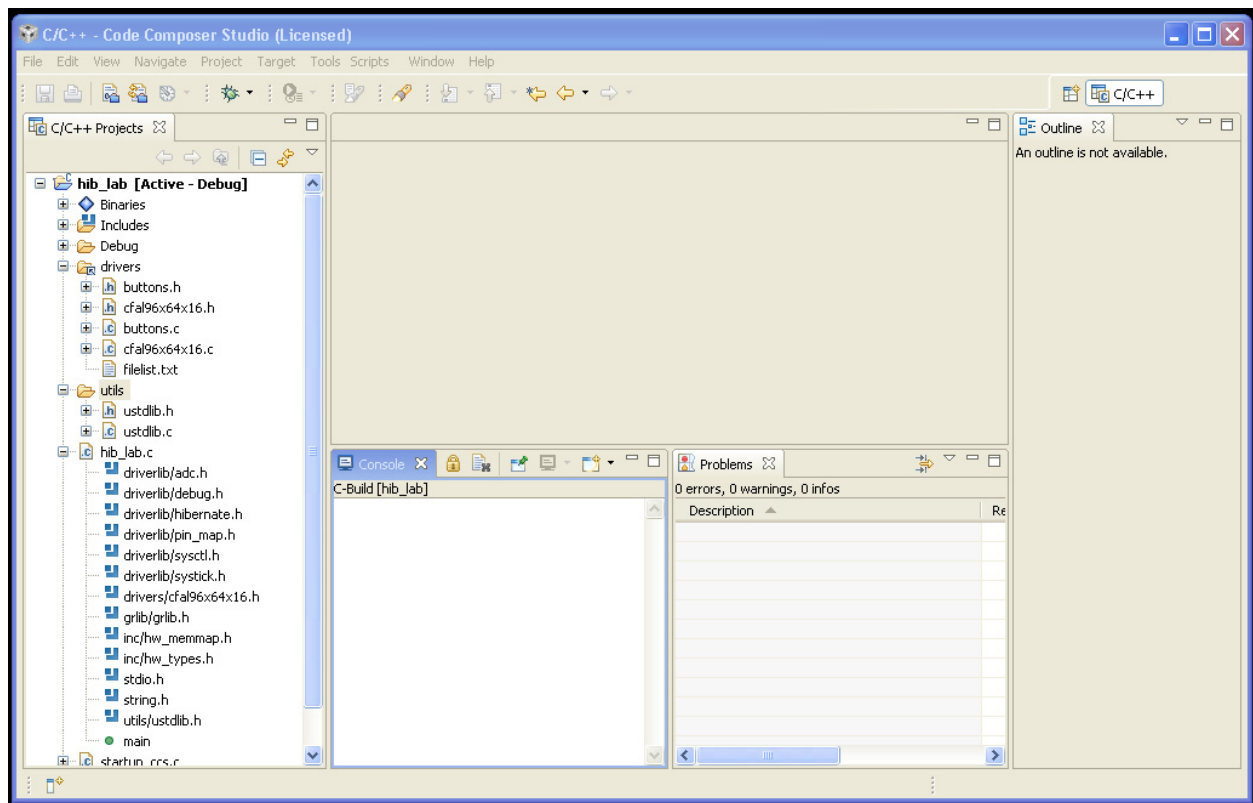 C/C++ - Code Composer Studio (Licensed)
File Edit View Navigate Project Target Tools Scripts Window Help
C/C++
C/C++ Projects
hib_lab [Active - Debug]
Binaries
Includes
Debug
drivers
buttons.h
cfal96x64x16.h
buttons.c
cfal96x64x16.c
filelist.txt
utils
ustdlib.h
ustdlib.c
hib_lab.c
driverlib/adc.h
driverlib/debug.h
driverlib/hibernate.h
driverlib/pin_map.h
driverlib/sysctl.h
driverlib/systick.h
drivers/cfal96x64x16.h
grlib/grlib.h
inc/hw_memmap.h
inc/hw_types.h
stdio.h
string.h
utils/ustdlib.h
main
startup_ccs.c
Console
C-Build [hib_lab]
Problems
0 errors, 0 warnings, 0 infos
Description Re
Outline
An outline is not available.